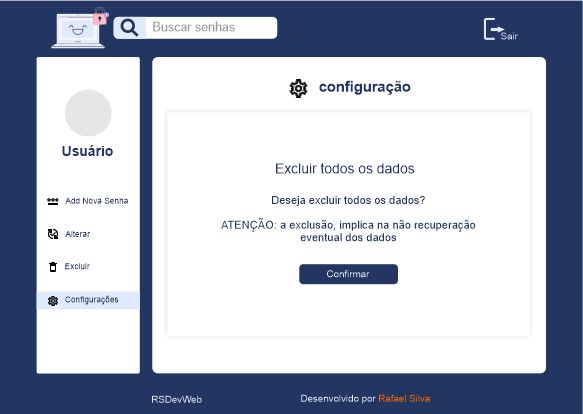 Buscar senhas
Sair
configuração
Usuário
Add Nova Senha
Alterar
Excluir
Configurações
Excluir todos os dados
Deseja excluir todos os dados?
ATENÇÃO: a exclusão, implica na não recuperação
eventual dos dados
Confirmar
RSDevWeb
Desenvolvido por Rafael Silva